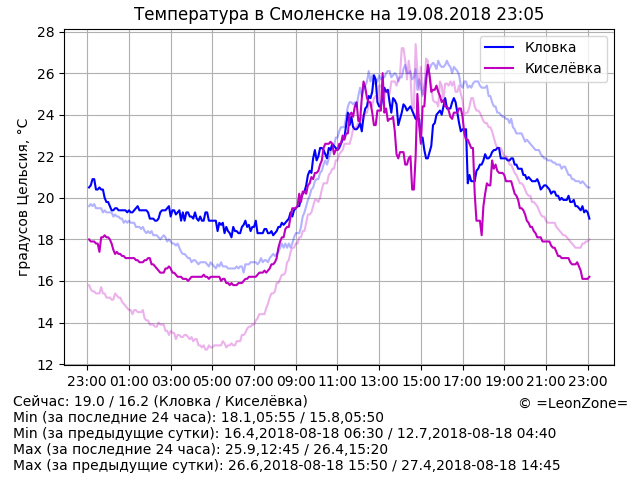 Температура в Смоленске на 19.08.2018 23:05
28
26
24
22
20
18
16
14
12
градусов Цельсия, °C
Кловка
Киселёвка
23:00 01:00 03:00 05:00 07:00 09:00 11:00 13:00 15:00 17:00 19:00 21:00 23:00
Сейчас: 19.0 / 16.2 (Кловка / Киселёвка)
© =LeonZone=
Min (за последние 24 часа): 18.1,05:55 / 15.8,05:50
Min (за предыдущие сутки): 16.4,2018-08-18 06:30 / 12.7,2018-08-18 04:40
Max (за последние 24 часа): 25.9,12:45 / 26.4,15:20
Max (за предыдущие сутки): 26.6,2018-08-18 15:50 / 27.4,2018-08-18 14:45